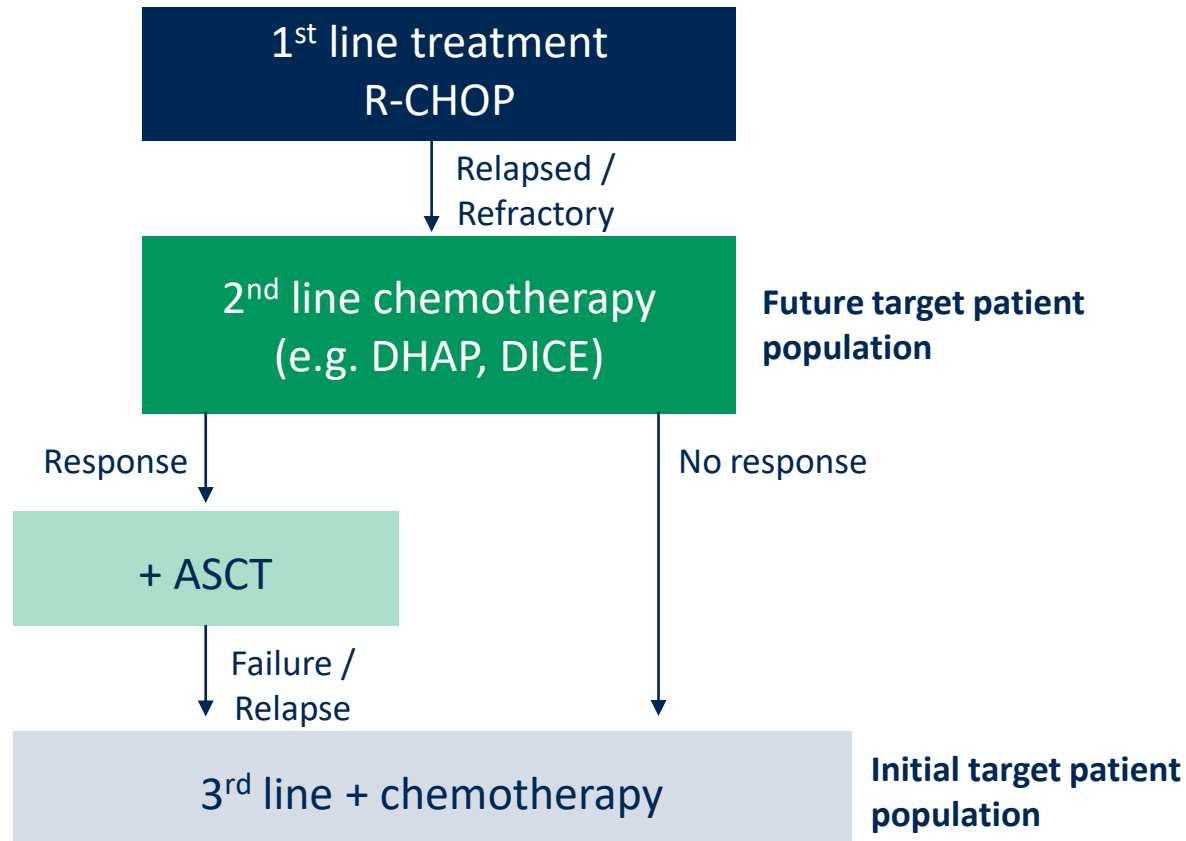 1st line treatment
R-CHOP
Relapsed /
Refractory
2nd line chemotherapy
(e.g. DHAP, DICE)
Future target patient
population
Response
No response
+ ASCT
Failure /
Relapse
3rd line + chemotherapy
Initial target patient
population